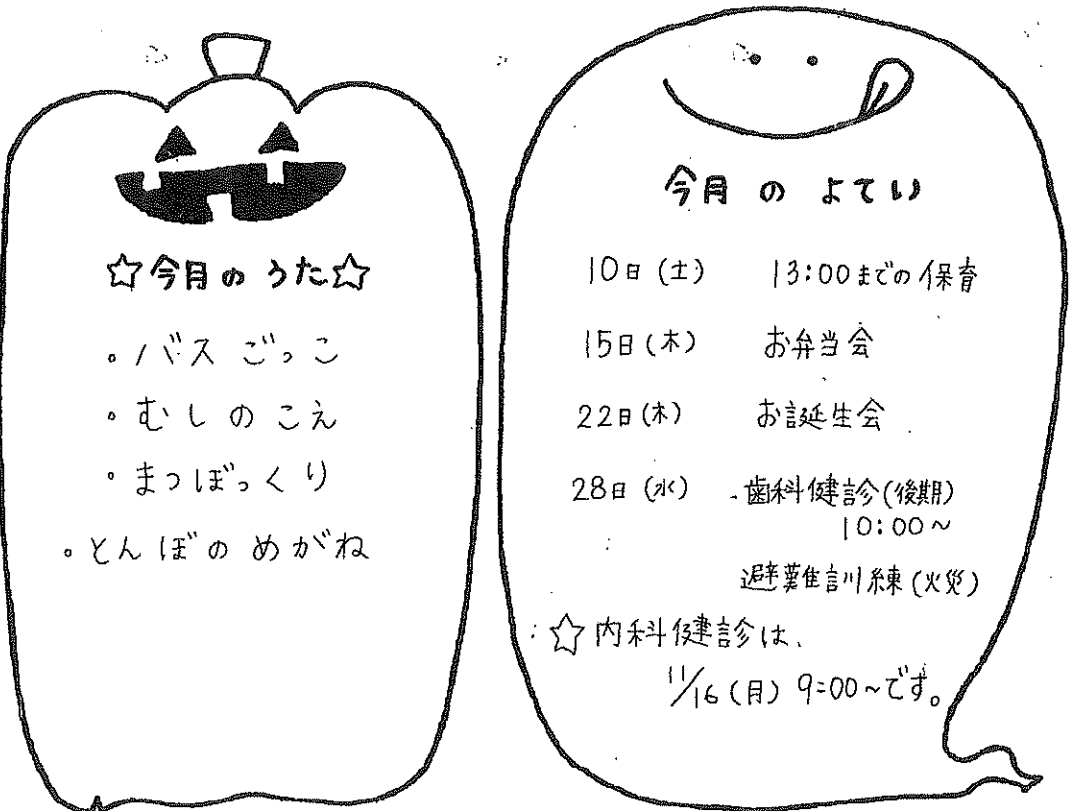 ☆今月の うた☆
。バス ごっこ
。むしのこえ
。まつぼっくり
。とんぼの めがね
今月 の よてい
10日 (土) 13:00までの保育
15日 (木) お弁当会
22日 (木) お誕生会
28日 (水) 歯科健診(後期)
10:00~
避難訓練(火災)
☆内科健診は、
11/16 (月) 9:00~です。